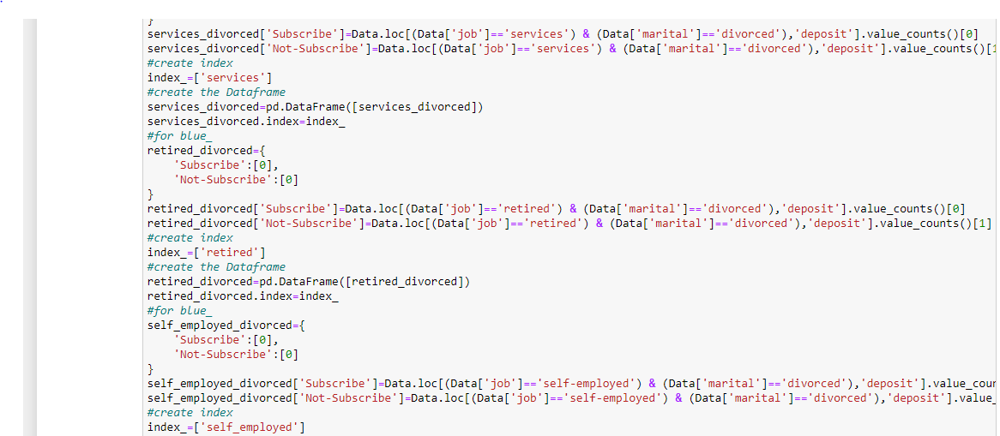 }
services_divorced['Subscribe']=Data.loc[(Data['job']=='services') & (Data['marital']=='divorced'),'deposit'].value_counts()[0]
services_divorced['Not-Subscribe']=Data.loc[(Data['job']=='services') & (Data['marital']=='divorced'),'deposit'].value_counts()[1
#create index
index_=['services']
#create the Dataframe
services_divorced=pd.DataFrame([services_divorced])
services_divorced.index=index_
#for blue_
retired_divorced={
    'Subscribe':[0],
    'Not-Subscribe':[0]
}
retired_divorced['Subscribe']=Data.loc[(Data['job']=='retired') & (Data['marital']=='divorced'),'deposit'].value_counts()[0]
retired_divorced['Not-Subscribe']=Data.loc[(Data['job']=='retired') & (Data['marital']=='divorced'),'deposit'].value_counts()[1]
#create index
index_=['retired']
#create the Dataframe
retired_divorced=pd.DataFrame([retired_divorced])
retired_divorced.index=index_
#for blue_
self_employed_divorced={
    'Subscribe':[0],
    'Not-Subscribe':[0]
}
self_employed_divorced['Subscribe']=Data.loc[(Data['job']=='self-employed') & (Data['marital']=='divorced'),'deposit'].value_cour
self_employed_divorced['Not-Subscribe']=Data.loc[(Data['job']=='self-employed') & (Data['marital']=='divorced'),'deposit'].value_
#create index
index_=['self_employed']